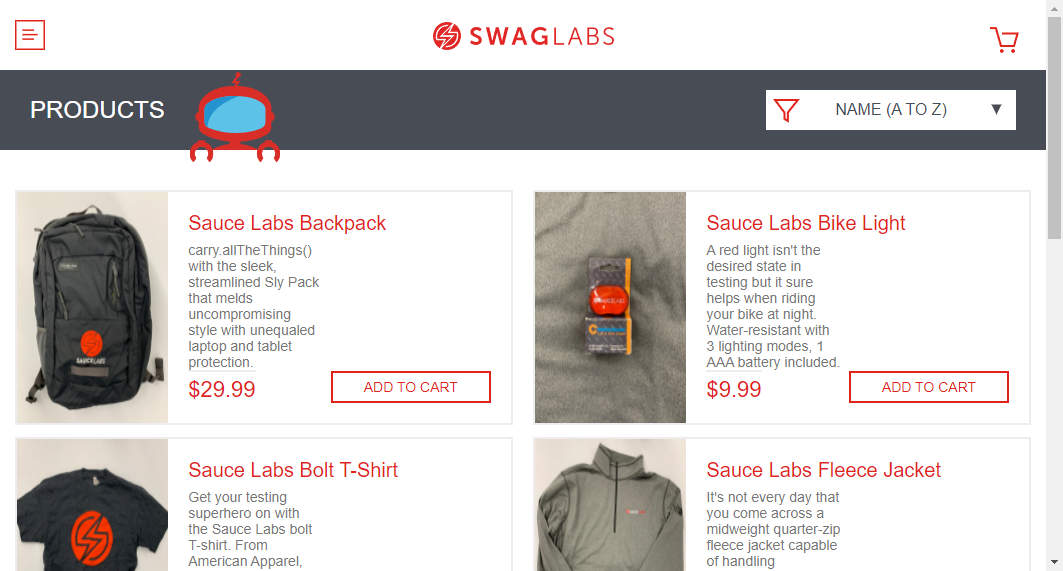 SWAGLABS
PRODUCTS
NAME (A TO Z)
Sauce Labs Backpack
carry.allTheThings()
with the sleek,
streamlined Sly Pack
that melds
uncompromising
style with unequaled
laptop and tablet
protection.
$29.99
ADD TO CART
SAUCELABS
Sauce Labs Bike Light
A red light isn't the
desired state in
testing but it sure
helps when riding
your bike at night.
Water-resistant with
3 lighting modes, 1
AAA battery included.
$9.99
ADD TO CART
Sauce Labs Bolt T-Shirt
Get your testing
superhero on with
the Sauce Labs bolt
T-shirt. From
American Apparel,
Sauce Labs Fleece Jacket
It's not every day that
you come across a
midweight quarter-zip
fleece jacket capable
of handling